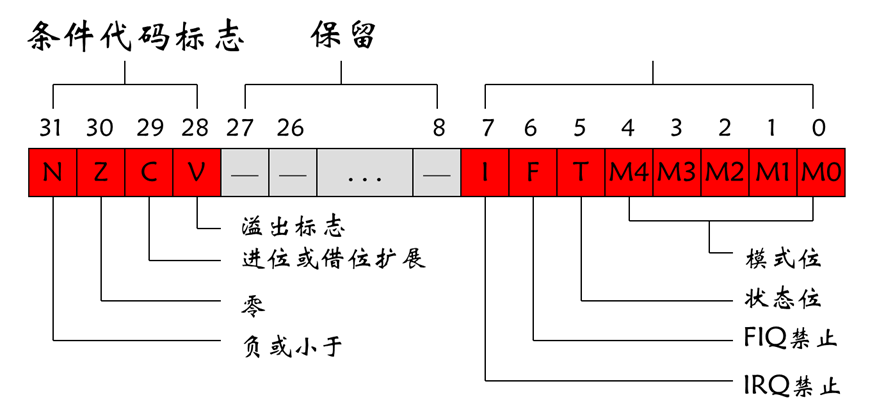 条件代码标志 保留
31 30 29 28 27 26 8 7 6 5 4 3 2 1 0
N Z C V — — ... — I F T M4 M3 M2 M1 M0
溢出标志
进位或借位扩展
零
负或小于
模式位
状态位
FIQ禁止
IRQ禁止